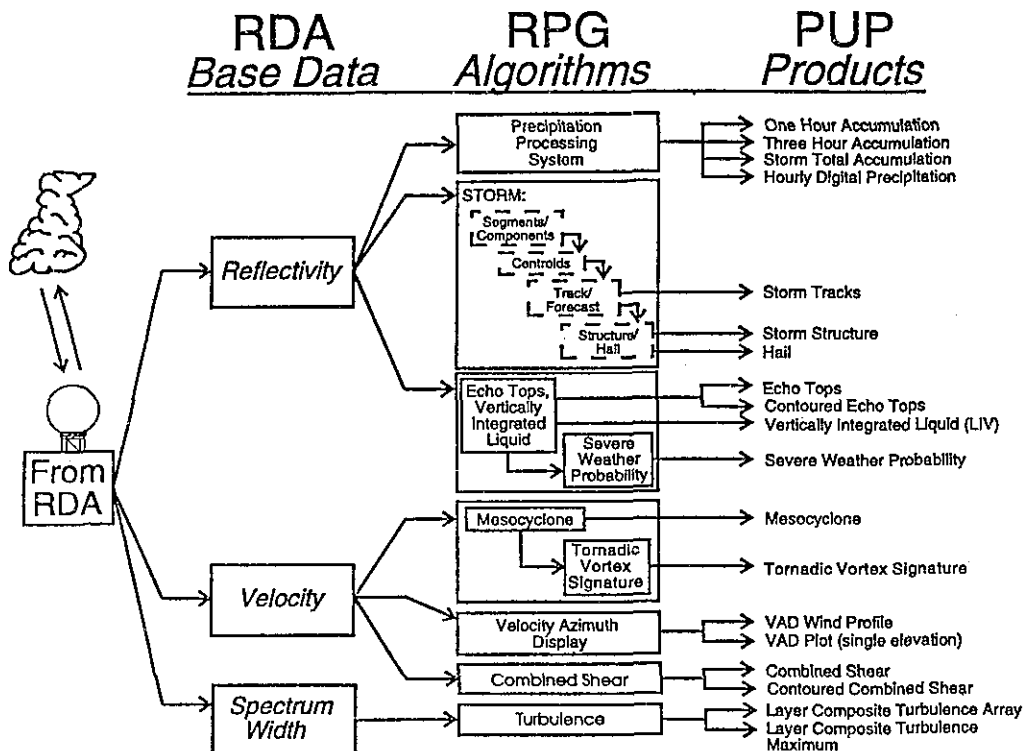 RDA
Base Data
RPG
Algorithms
PUP
Products
From
RDA
Reflectivity
Velocity
Spectrum
Width
Precipitation
Processing
System
STORM:
Segments/
Components
Centroids
Track/
Forecast
Structure/
Hail
Echo Tops,
Vertically
Integrated
Liquid
Severe
Weather
Probability
Mesocyclone
Tornadic
Vortex
Signature
Velocity Azimuth
Display
Combined Shear
Turbulence
One Hour Accumulation
Three Hour Accumulation
Storm Total Accumulation
Hourly Digital Precipitation
Storm Tracks
Storm Structure
Hail
Echo Tops
Contoured Echo Tops
Vertically Integrated Liquid (LIV)
Severe Weather Probability
Mesocyclone
Tornadic Vortex Signature
VAD Wind Profile
VAD Plot (single elevation)
Combined Shear
Contoured Combined Shear
Layer Composite Turbulence Array
Layer Composite Turbulence
Maximum